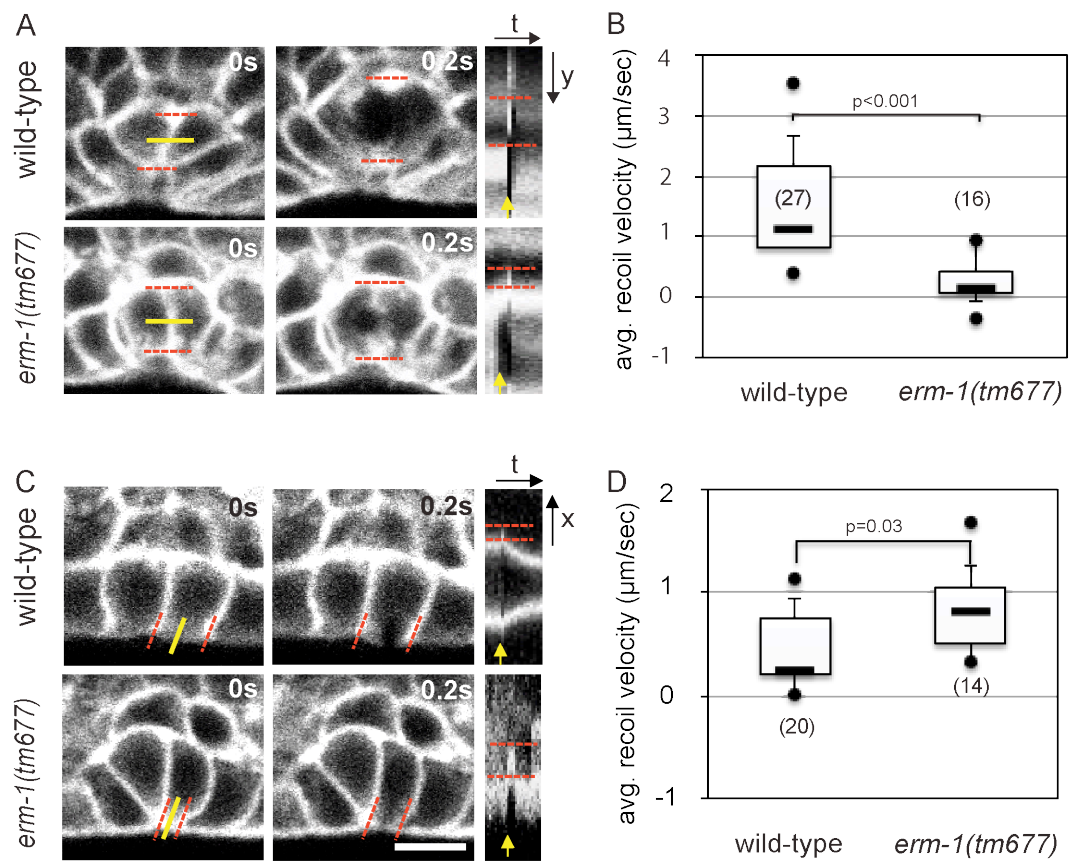 A
t
wild-type
0s
0.2s
y
erm-1(tm677)
0s
0.2s
B
avg. recoil velocity (µm/sec)
4
3
2
1
0
-1
p<0.001
(27)
(16)
wild-type
erm-1(tm677)
C
t
wild-type
0s
0.2s
x
erm-1(tm677)
0s
0.2s
D
avg. recoil velocity (µm/sec)
2
1
0
-1
p=0.03
(20)
(14)
wild-type
erm-1(tm677)